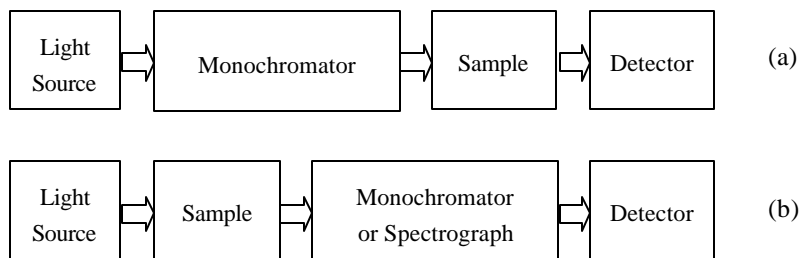 Light
Source
Monochromator
Sample
Detector
(a)
Light
Source
Sample
Monochromator
or Spectrograph
Detector
(b)